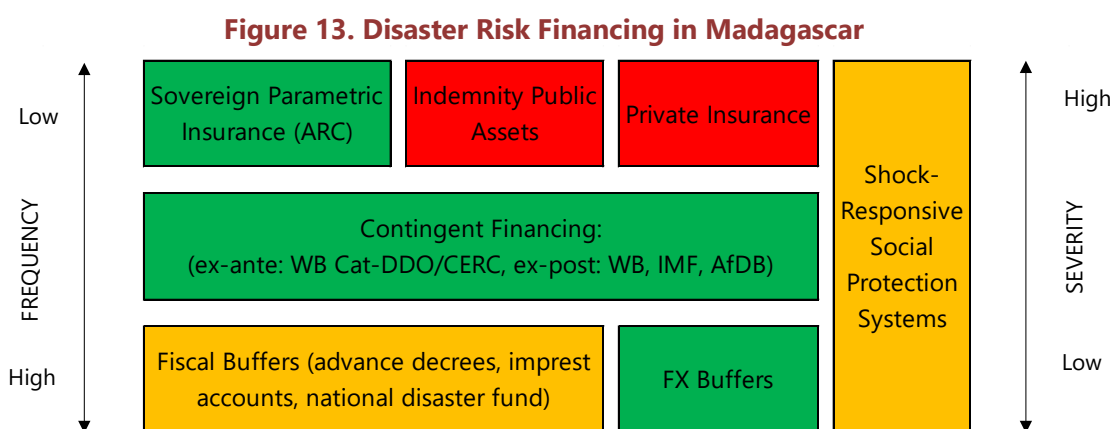 Figure 13. Disaster Risk Financing in Madagascar
Low
High
FREQUENCY
Sovereign Parametric
Insurance (ARC)
Indemnity Public
Assets
Private Insurance
Contingent Financing:
(ex-ante: WB Cat-DDO/CERC, ex-post: WB, IMF, AfDB)
Fiscal Buffers (advance decrees, imprest
accounts, national disaster fund)
FX Buffers
Shock-
Responsive
Social
Protection
Systems
High
SEVERITY
Low